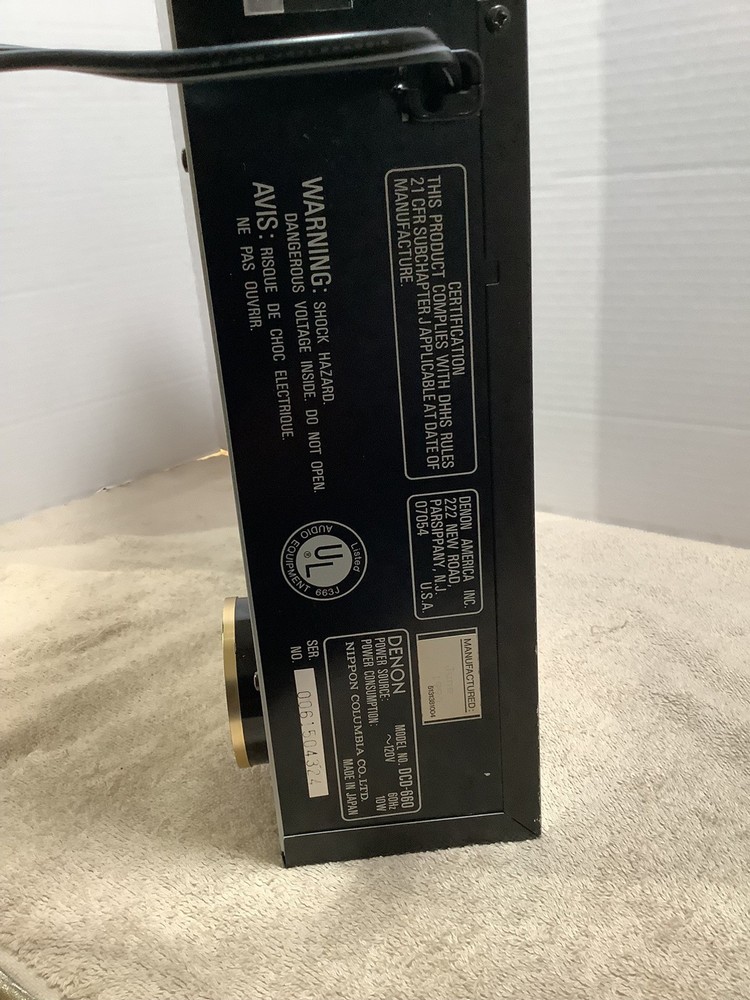 CERTIFICATION
THIS PRODUCT COMPLIES WITH DHHS RULES
21 CFR SUBCHAPTER J APPLICABLE AT DATE OF
MANUFACTURE.
WARNING: SHOCK HAZARD.
DANGEROUS VOLTAGE INSIDE. DO NOT OPEN.
AVIS: RISQUE DE CHOC ELECTRIQUE.
NE PAS OUVRIR.
DENON AMERICA INC.
222 NEW ROAD,
PARSIPPANY, N.J.
07054 U.S.A.
Listed
UL
®
AUDIO EQUIPMENT 663J
MANUFACTURED:
DENON MODEL NO. DCD-660
POWER SOURCE: ~120V 60Hz
POWER CONSUMPTION: 10W
NIPPON COLUMBIA CO., LTD.
MADE IN JAPAN
SER.
NO. 0061504324